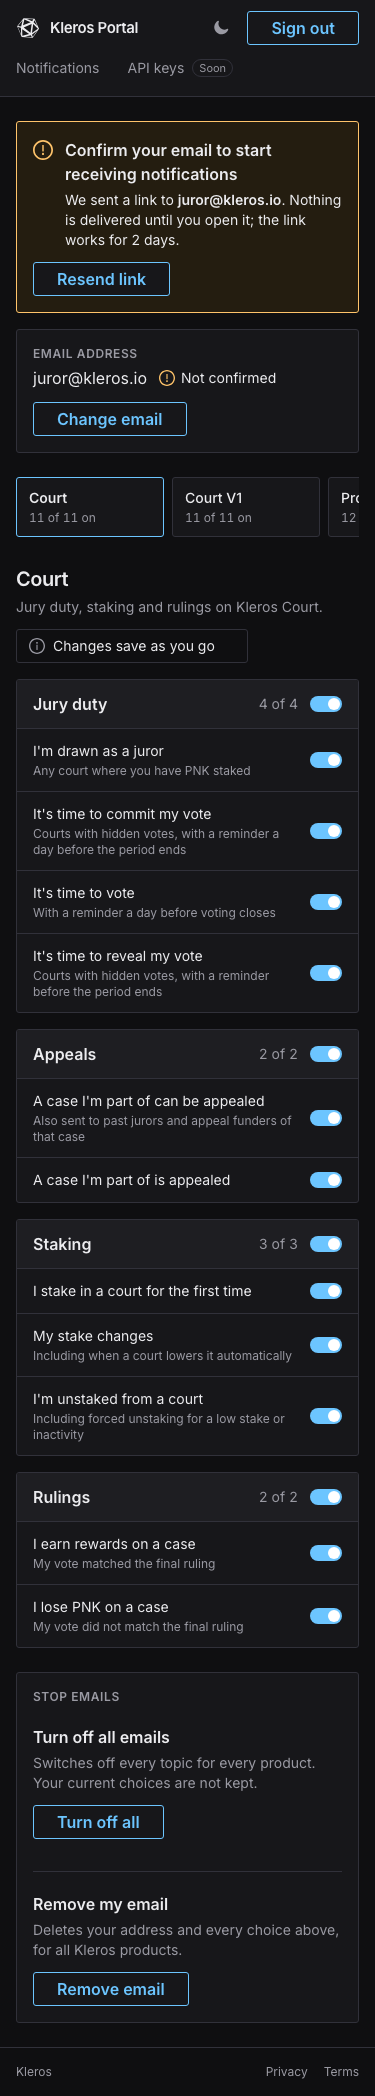 Kleros Portal
Sign out
Notifications
API keys
Soon
Confirm your email to start
receiving notifications
We sent a link to juror@kleros.io. Nothing
is delivered until you open it; the link
works for 2 days.
Resend link
EMAIL ADDRESS
juror@kleros.io
Not confirmed
Change email
Court
11 of 11 on
Court V1
11 of 11 on
Pro
12
Court
Jury duty, staking and rulings on Kleros Court.
Changes save as you go
Jury duty
4 of 4
I'm drawn as a juror
Any court where you have PNK staked
It's time to commit my vote
Courts with hidden votes, with a reminder a
day before the period ends
It's time to vote
With a reminder a day before voting closes
It's time to reveal my vote
Courts with hidden votes, with a reminder
before the period ends
Appeals
2 of 2
A case I'm part of can be appealed
Also sent to past jurors and appeal funders of
that case
A case I'm part of is appealed
Staking
3 of 3
I stake in a court for the first time
My stake changes
Including when a court lowers it automatically
I'm unstaked from a court
Including forced unstaking for a low stake or
inactivity
Rulings
2 of 2
I earn rewards on a case
My vote matched the final ruling
I lose PNK on a case
My vote did not match the final ruling
STOP EMAILS
Turn off all emails
Switches off every topic for every product.
Your current choices are not kept.
Turn off all
Remove my email
Deletes your address and every choice above,
for all Kleros products.
Remove email
Kleros
Privacy
Terms